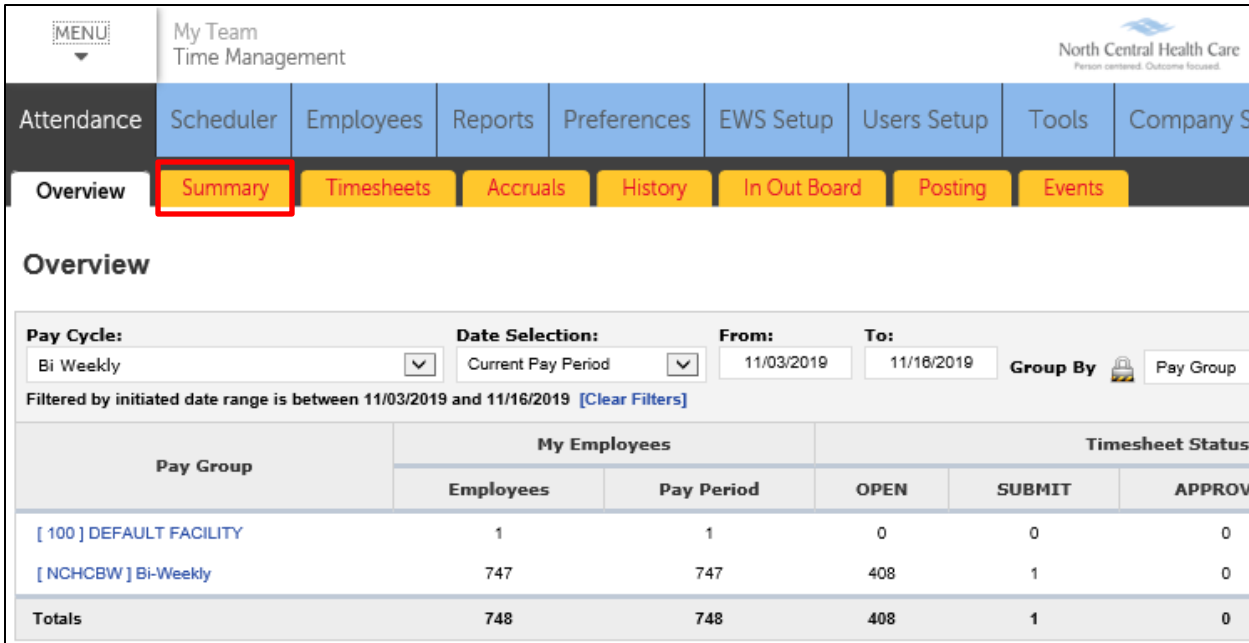 MENU
My Team
Time Management
North Central Health Care
Person centered. Outcome focused.
Attendance Scheduler Employees Reports Preferences EWS Setup Users Setup Tools Company S
Overview Summary Timesheets Accruals History In Out Board Posting Events
Overview
Pay Cycle: Date Selection: From: To:
Bi Weekly Current Pay Period 11/03/2019 11/16/2019 Group By Pay Group
Filtered by initiated date range is between 11/03/2019 and 11/16/2019 [Clear Filters]
Pay Group My Employees Timesheet Status
Employees Pay Period OPEN SUBMIT APPROV
[ 100 ] DEFAULT FACILITY 1 1 0 0 0
[ NCHCBW ] Bi-Weekly 747 747 408 1 0
Totals 748 748 408 1 0